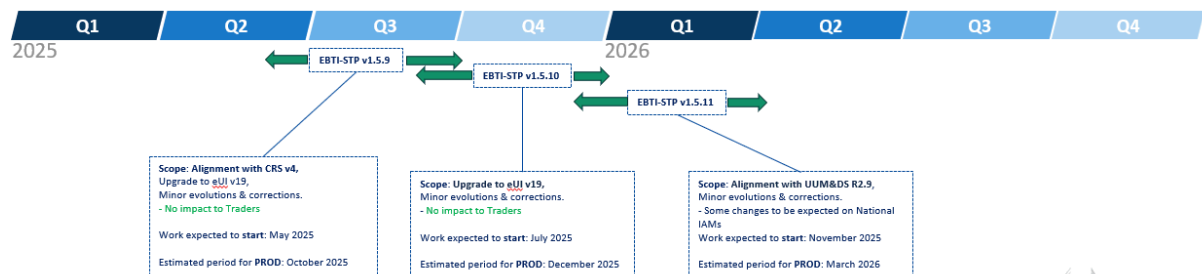 Q1
Q2
Q3
Q4
Q1
Q2
Q3
Q4
2025
2026
EBTI-STP v1.5.9
EBTI-STP v1.5.10
EBTI-STP v1.5.11
Scope: Alignment with CRS v4,
Upgrade to eUI v19,
Minor evolutions & corrections.
- No impact to Traders
Work expected to start: May 2025
Estimated period for PROD: October 2025
Scope: Upgrade to eUI v19,
Minor evolutions & corrections.
- No impact to Traders
Work expected to start: July 2025
Estimated period for PROD: December 2025
Scope: Alignment with UUM&DS R2.9,
Minor evolutions & corrections.
- Some changes to be expected on National
IAMs
Work expected to start: November 2025
Estimated period for PROD: March 2026